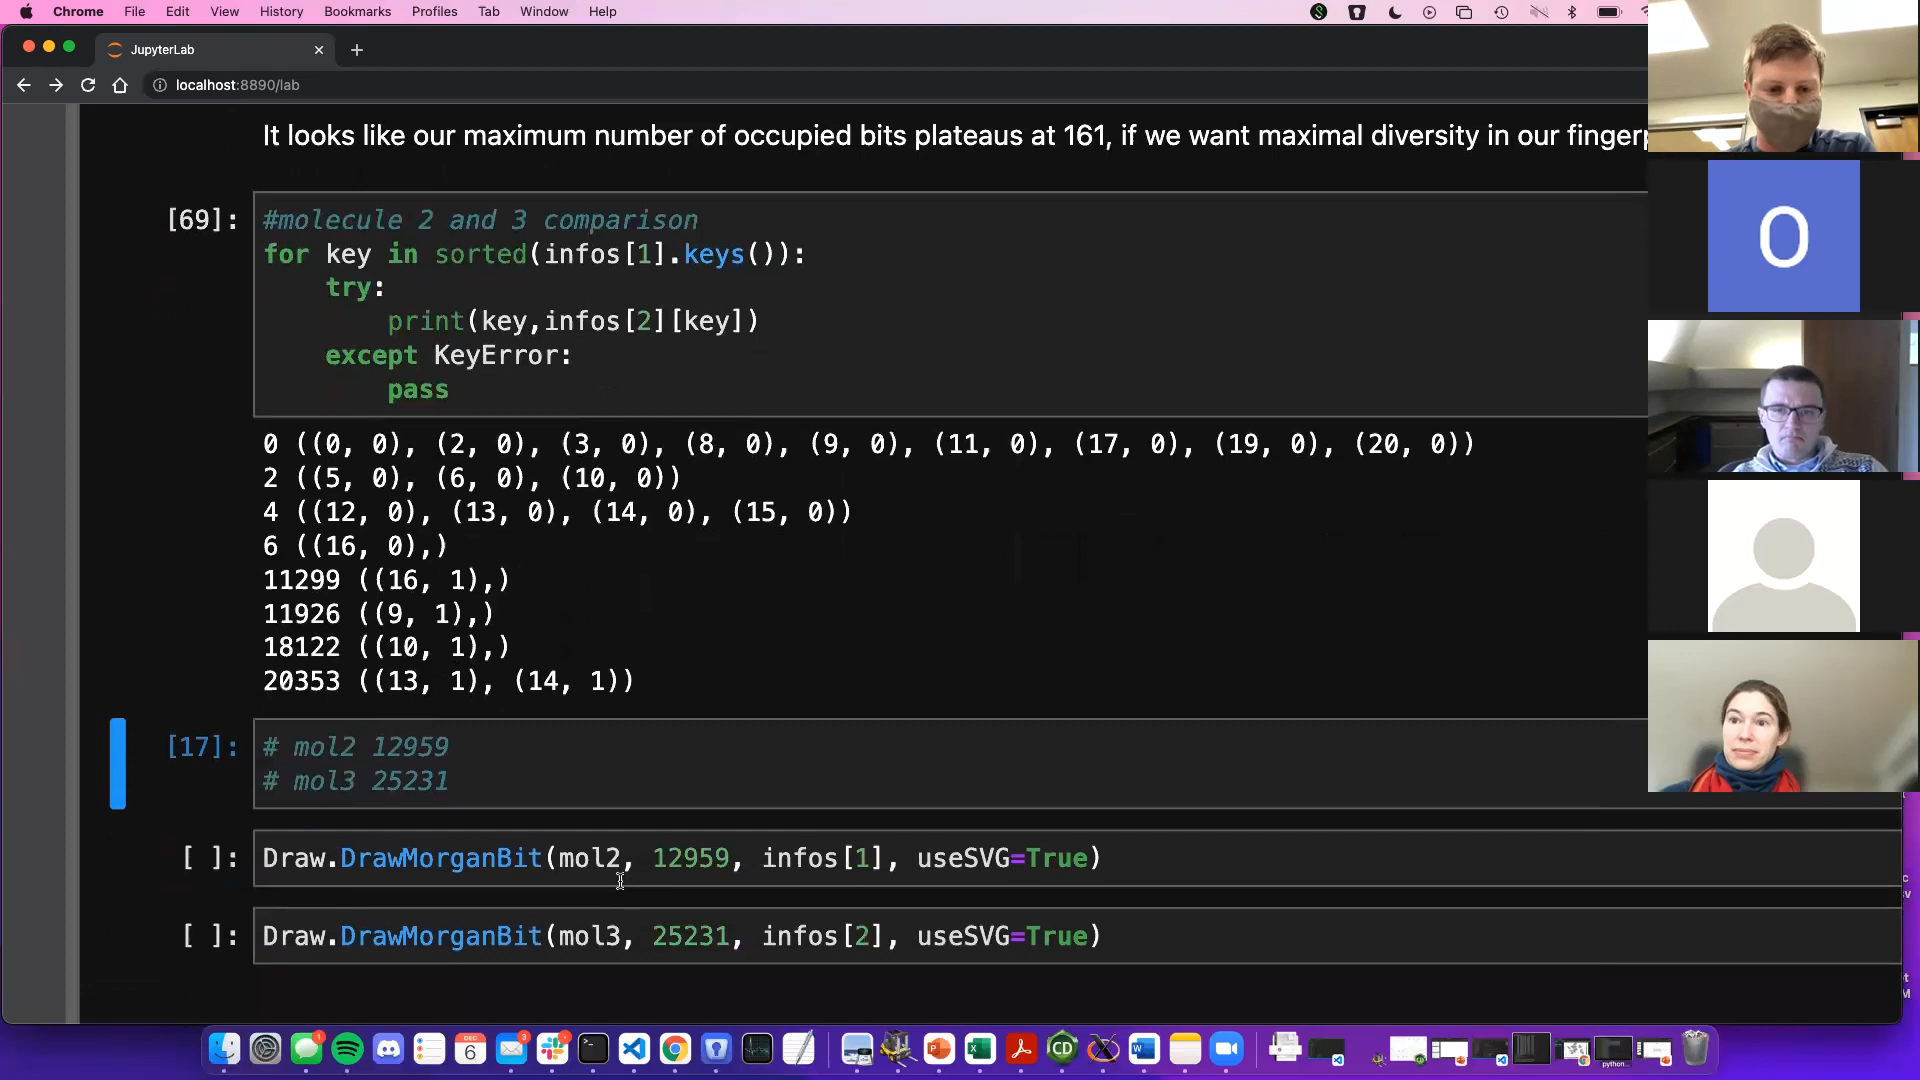 Chrome File Edit View History Bookmarks Profiles Tab Window Help
JupyterLab
localhost:8890/lab
It looks like our maximum number of occupied bits plateaus at 161, if we want maximal diversity in our
[69]: #molecule 2 and 3 comparison
for key in sorted(infos[1].keys()):
try:
print(key,infos[2][key])
except KeyError:
pass
0 ((0, 0), (2, 0), (3, 0), (8, 0), (9, 0), (11, 0), (17, 0), (19, 0), (20, 0))
2 ((5, 0), (6, 0), (10, 0))
4 ((12, 0), (13, 0), (14, 0), (15, 0))
6 ((16, 0),)
11299 ((16, 1),)
11926 ((9, 1),)
18122 ((10, 1),)
20353 ((13, 1), (14, 1))
[17]: # mol2 12959
# mol3 25231
[ ]: Draw.DrawMorganBit(mol2, 12959, infos[1], useSVG=True)
[ ]: Draw.DrawMorganBit(mol3, 25231, infos[2], useSVG=True)
O
DEC
6
1
3
CD
P
X
W
python...